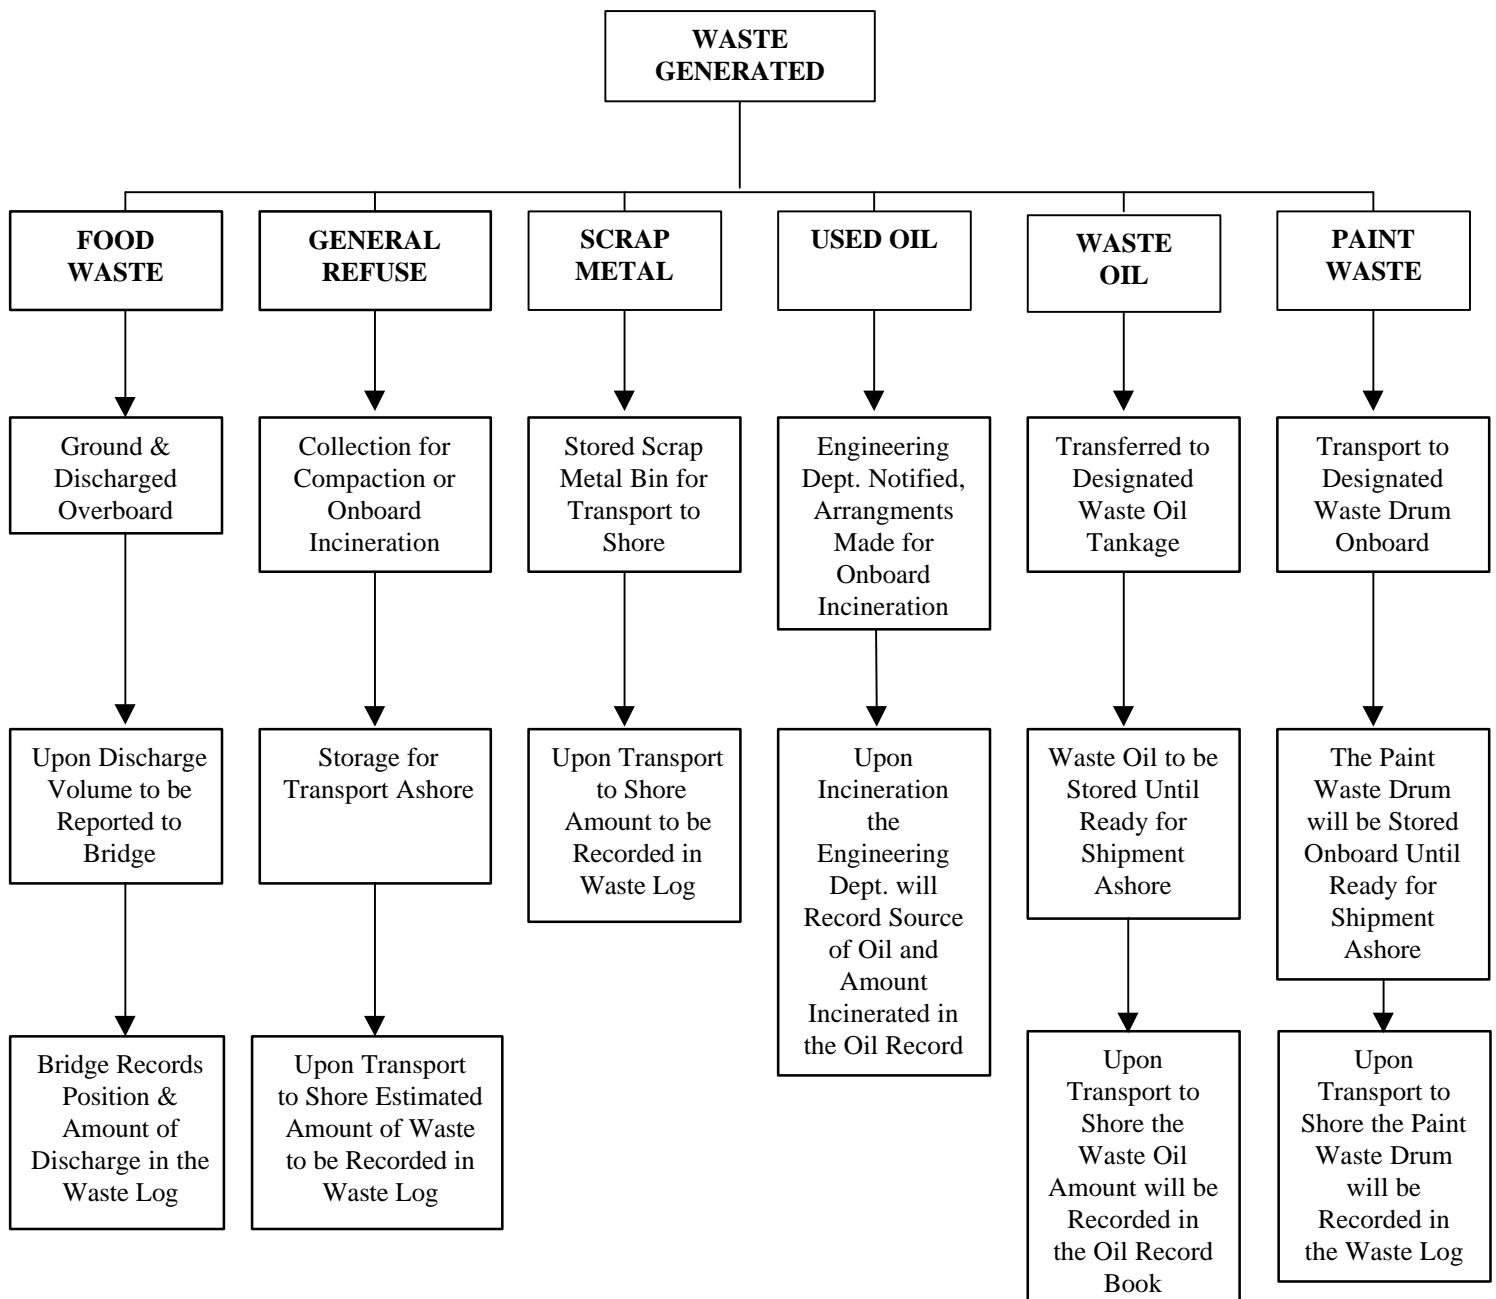 WASTE
GENERATED
FOOD
WASTE
GENERAL
REFUSE
SCRAP
METAL
USED OIL
WASTE
OIL
PAINT
WASTE
Ground &
Discharged
Overboard
Collection for
Compaction or
Onboard
Incineration
Stored Scrap
Metal Bin for
Transport to
Shore
Engineering
Dept. Notified,
Arrangments
Made for
Onboard
Incineration
Transferred to
Designated
Waste Oil
Tankage
Transport to
Designated
Waste Drum
Onboard
Upon Discharge
Volume to be
Reported to
Bridge
Storage for
Transport Ashore
Upon Transport
to Shore
Amount to be
Recorded in
Waste Log
Upon
Incineration
the
Engineering
Dept. will
Record Source
of Oil and
Amount
Incinerated in
the Oil Record
Waste Oil to be
Stored Until
Ready for
Shipment
Ashore
The Paint
Waste Drum
will be Stored
Onboard Until
Ready for
Shipment
Ashore
Bridge Records
Position &
Amount of
Discharge in the
Waste Log
Upon Transport
to Shore Estimated
Amount of Waste
to be Recorded in
Waste Log
Upon
Transport to
Shore the
Waste Oil
Amount will be
Recorded in
the Oil Record
Book
Upon
Transport to
Shore the Paint
Waste Drum
will be
Recorded in
the Waste Log